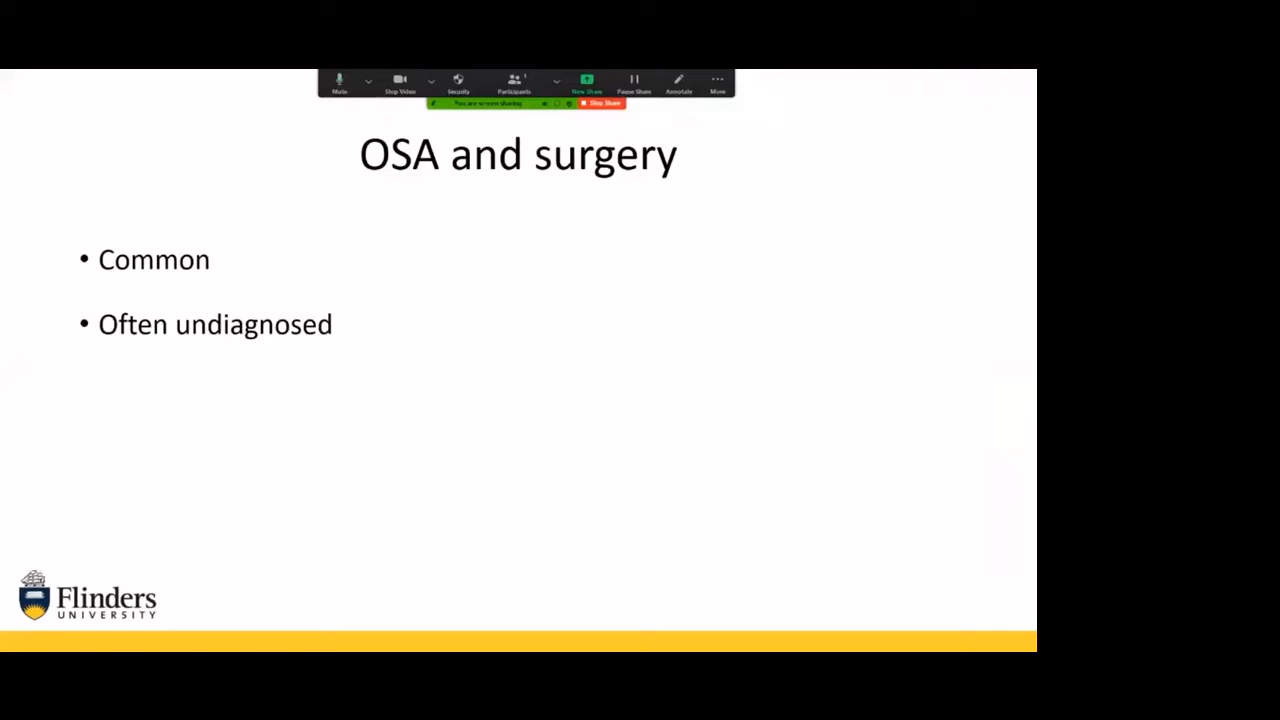 Mute
Stop Video
Security
Participants
1
New Share
Pause Share
Annotate
More
You are screen sharing
Stop Share
OSA and surgery
• Common
• Often undiagnosed
Flinders
UNIVERSITY